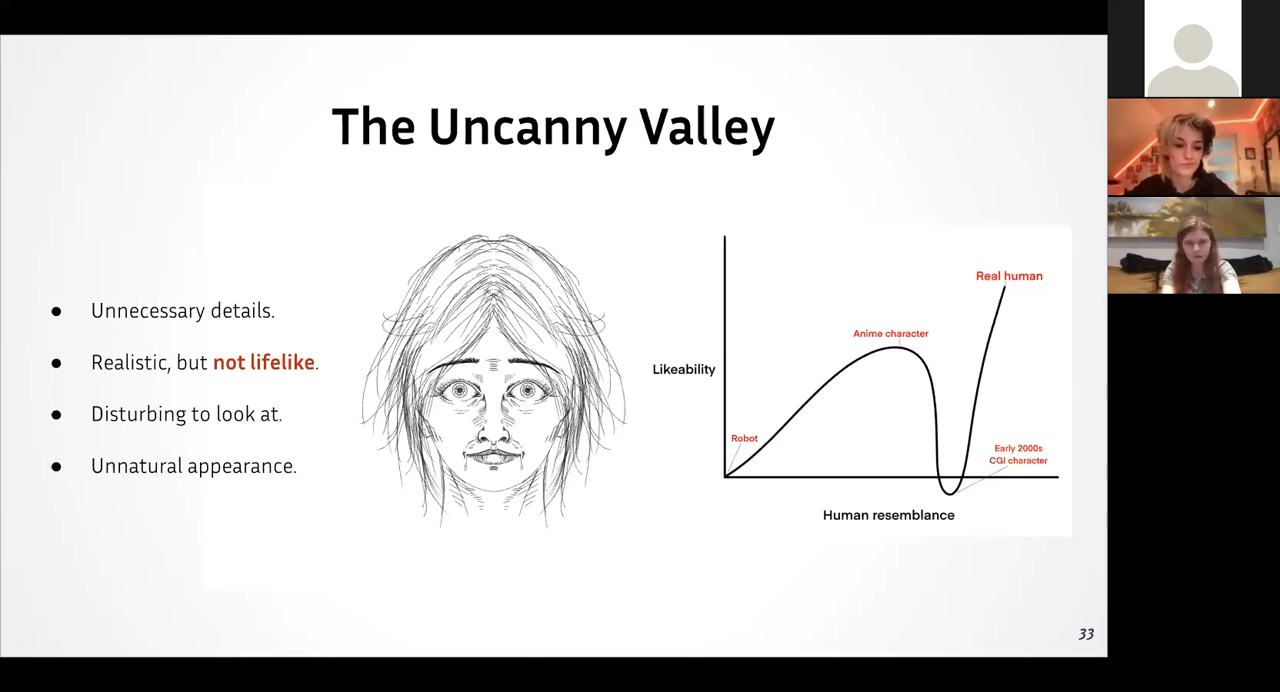 The Uncanny Valley
● Unnecessary details.
● Realistic, but not lifelike.
● Disturbing to look at.
● Unnatural appearance.
Likeability
Real human
Anime character
Robot
Early 2000s
CGI character
Human resemblance
33